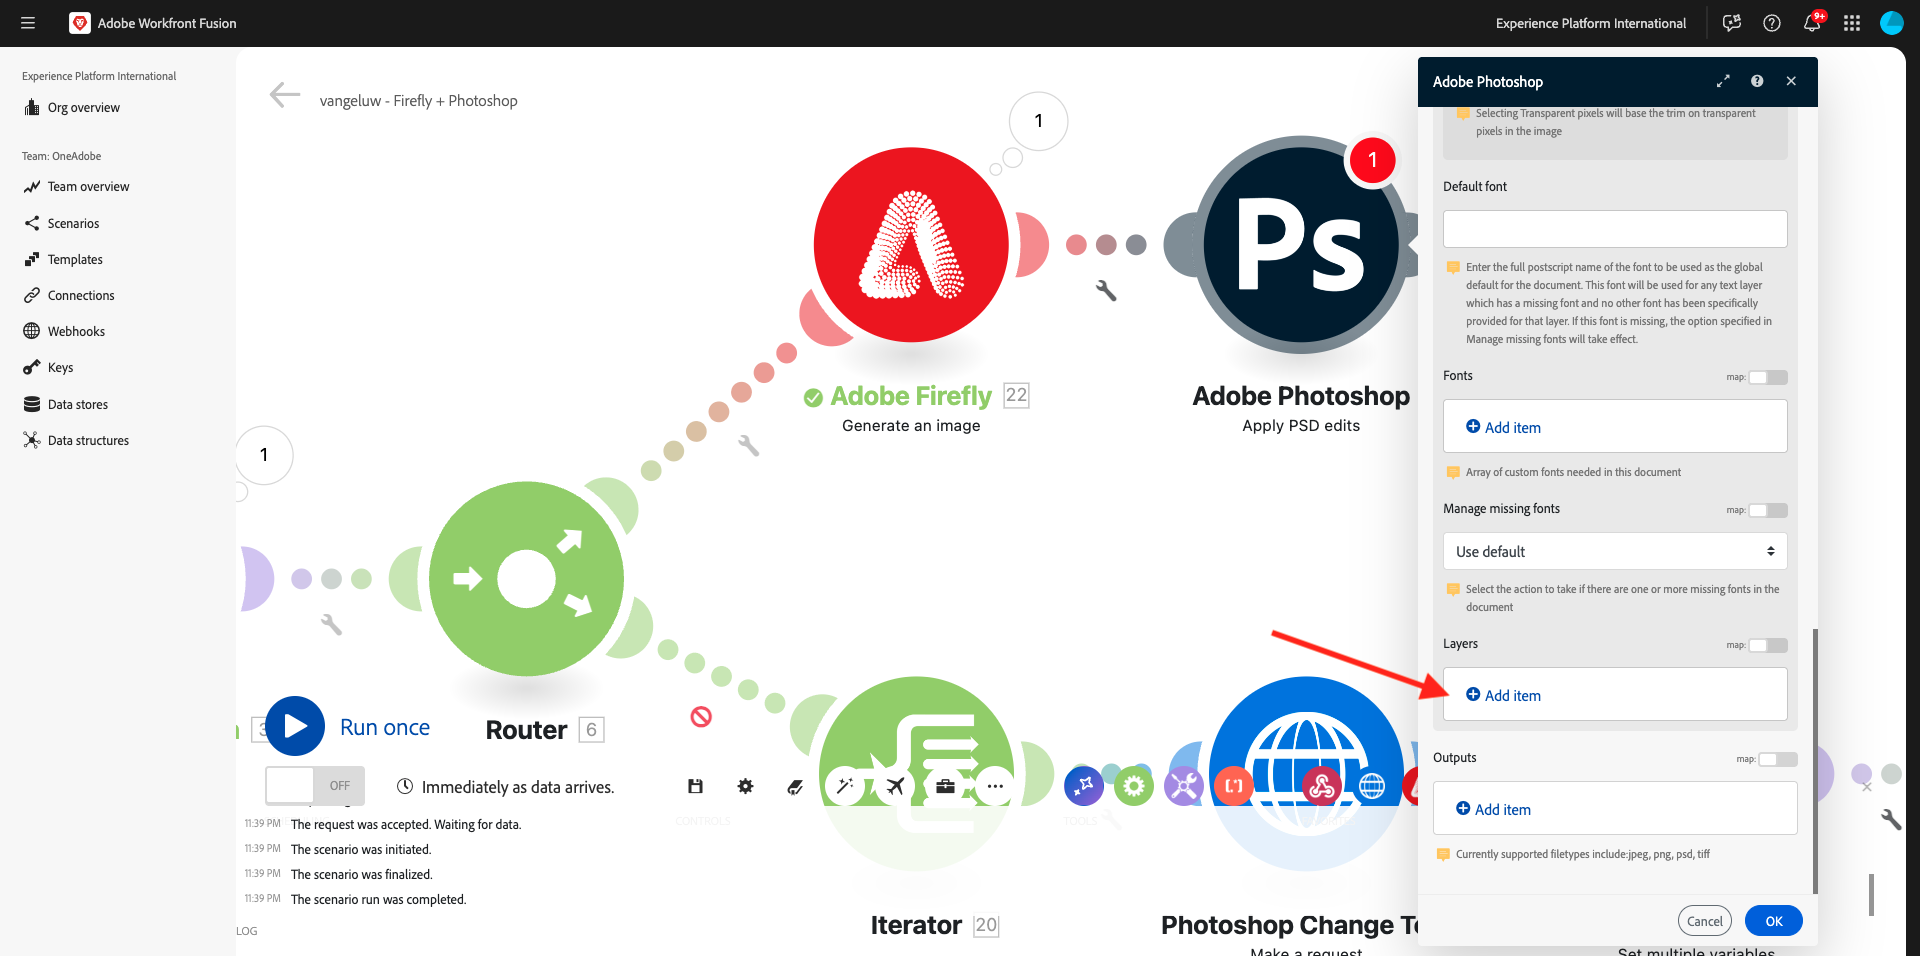 Adobe Workfront Fusion
Experience Platform International
9+
Experience Platform International
Org overview
Team: OneAdobe
Team overview
Scenarios
Templates
Connections
Webhooks
Keys
Data stores
Data structures
vangeluw - Firefly + Photoshop
1
1
Ps
Adobe Firefly 22
Generate an image
Adobe Photoshop
Apply PSD edits
1
Router 6
Run once
OFF
Immediately as data arrives.
CONTROLS
TOOLS
11:39 PM The request was accepted. Waiting for data.
11:39 PM The scenario was initiated.
11:39 PM The scenario was finalized.
11:39 PM The scenario run was completed.
LOG
Iterator 20
Photoshop Change
Make a request
Set multiple variables
Adobe Photoshop
Selecting Transparent pixels will base the trim on transparent
pixels in the image
Default font
Enter the full postscript name of the font to be used as the global
default for the document. This font will be used for any text layer
which has a missing font and no other font has been specifically
provided for that layer. If this font is missing, the option specified in
Manage missing fonts will take effect.
Fonts
map:
Add item
Array of custom fonts needed in this document
Manage missing fonts
map:
Use default
Select the action to take if there are one or more missing fonts in the
document
Layers
map:
Add item
Outputs
map:
Add item
Currently supported filetypes include:jpeg, png, psd, tiff
Cancel
OK